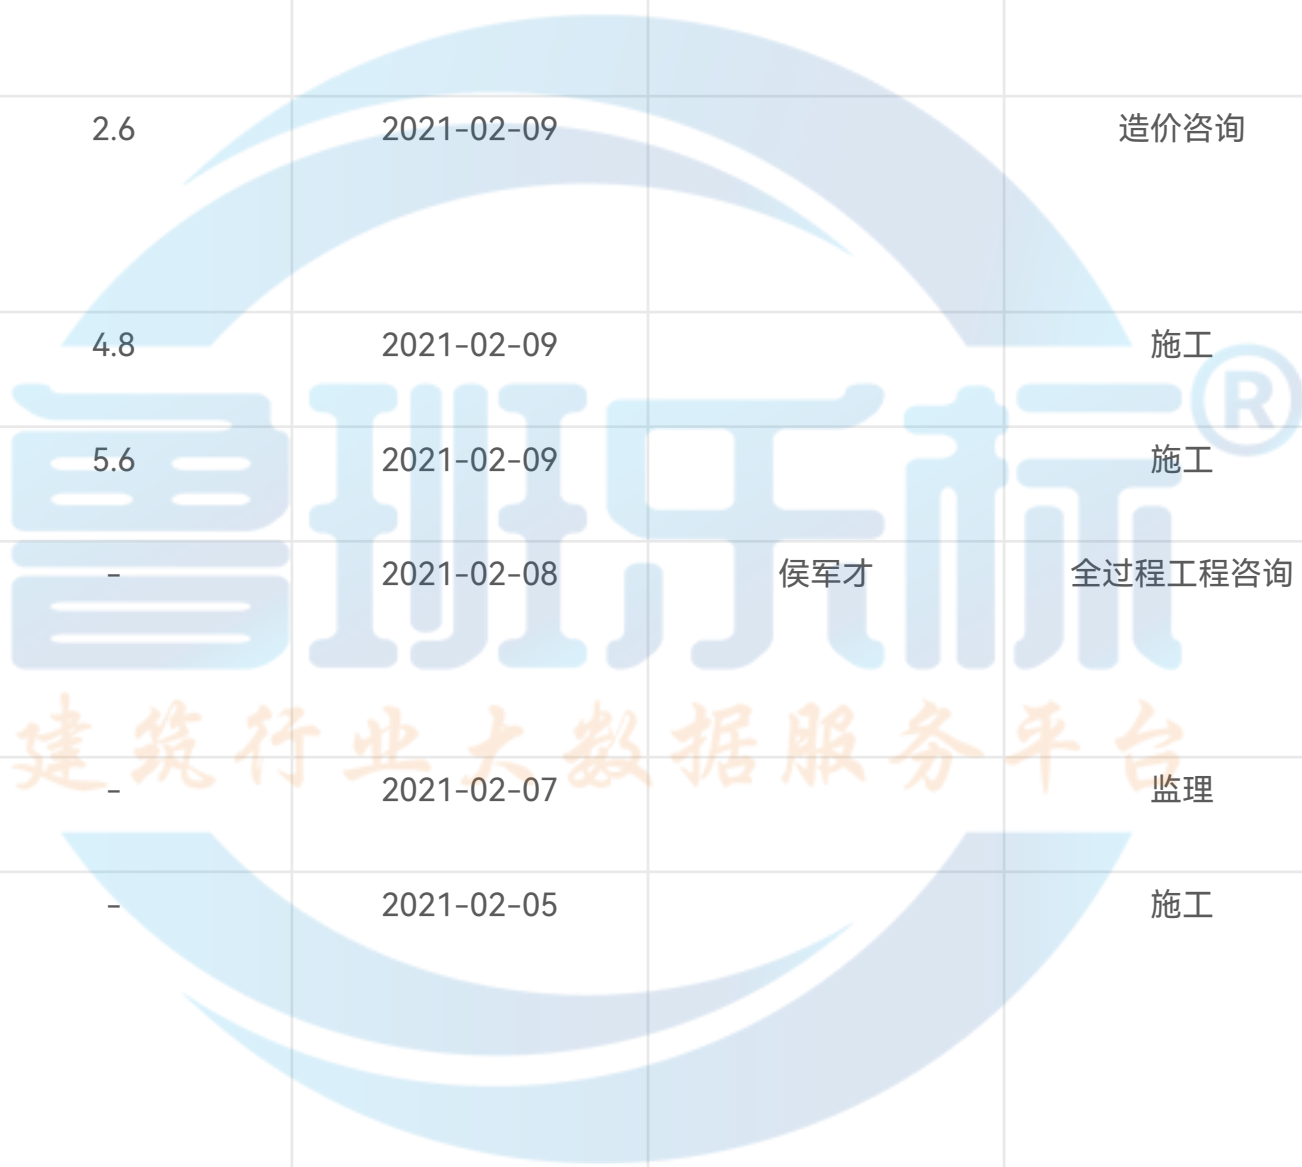 2.6 2021-02-09 造价咨询
4.8 2021-02-09 施工
5.6 2021-02-09 施工
- 2021-02-08 侯军才 全过程工程咨询
- 2021-02-07 监理
- 2021-02-05 施工
鲁班乐标®
建筑行业大数据服务平台